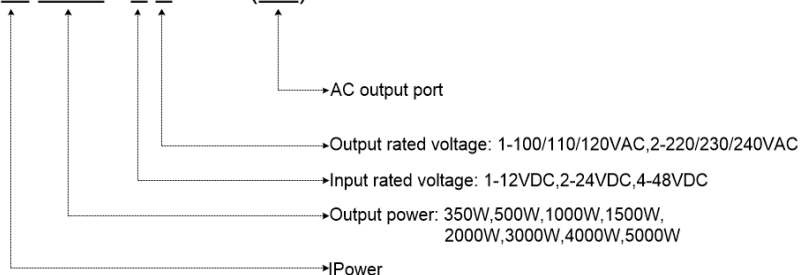 AC output port
Output rated voltage: 1-100/110/120VAC,2-220/230/240VAC
Input rated voltage: 1-12VDC,2-24VDC,4-48VDC
Output power: 350W,500W,1000W,1500W,
2000W,3000W,4000W,5000W
IPower